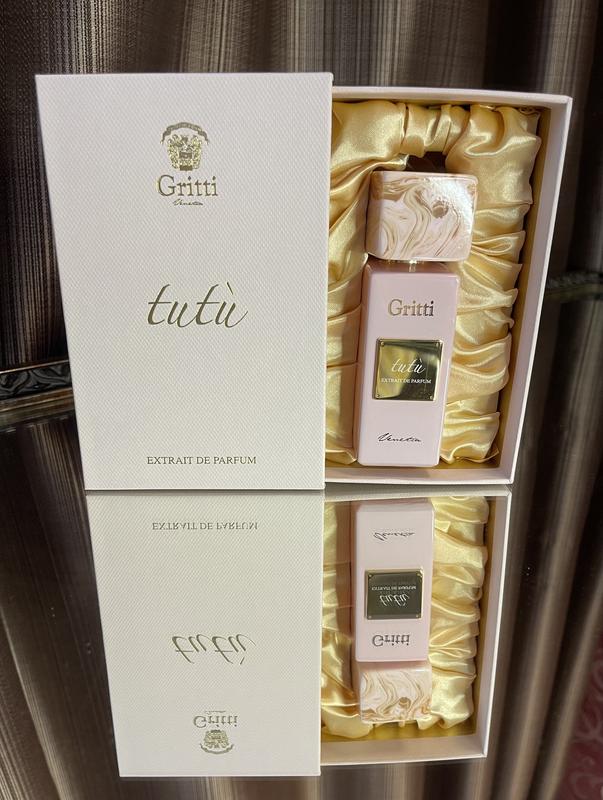 Gritti
Venetia
tutù
EXTRAIT DE PARFUM
Gritti
tutù
EXTRAIT DE PARFUM
Venetia